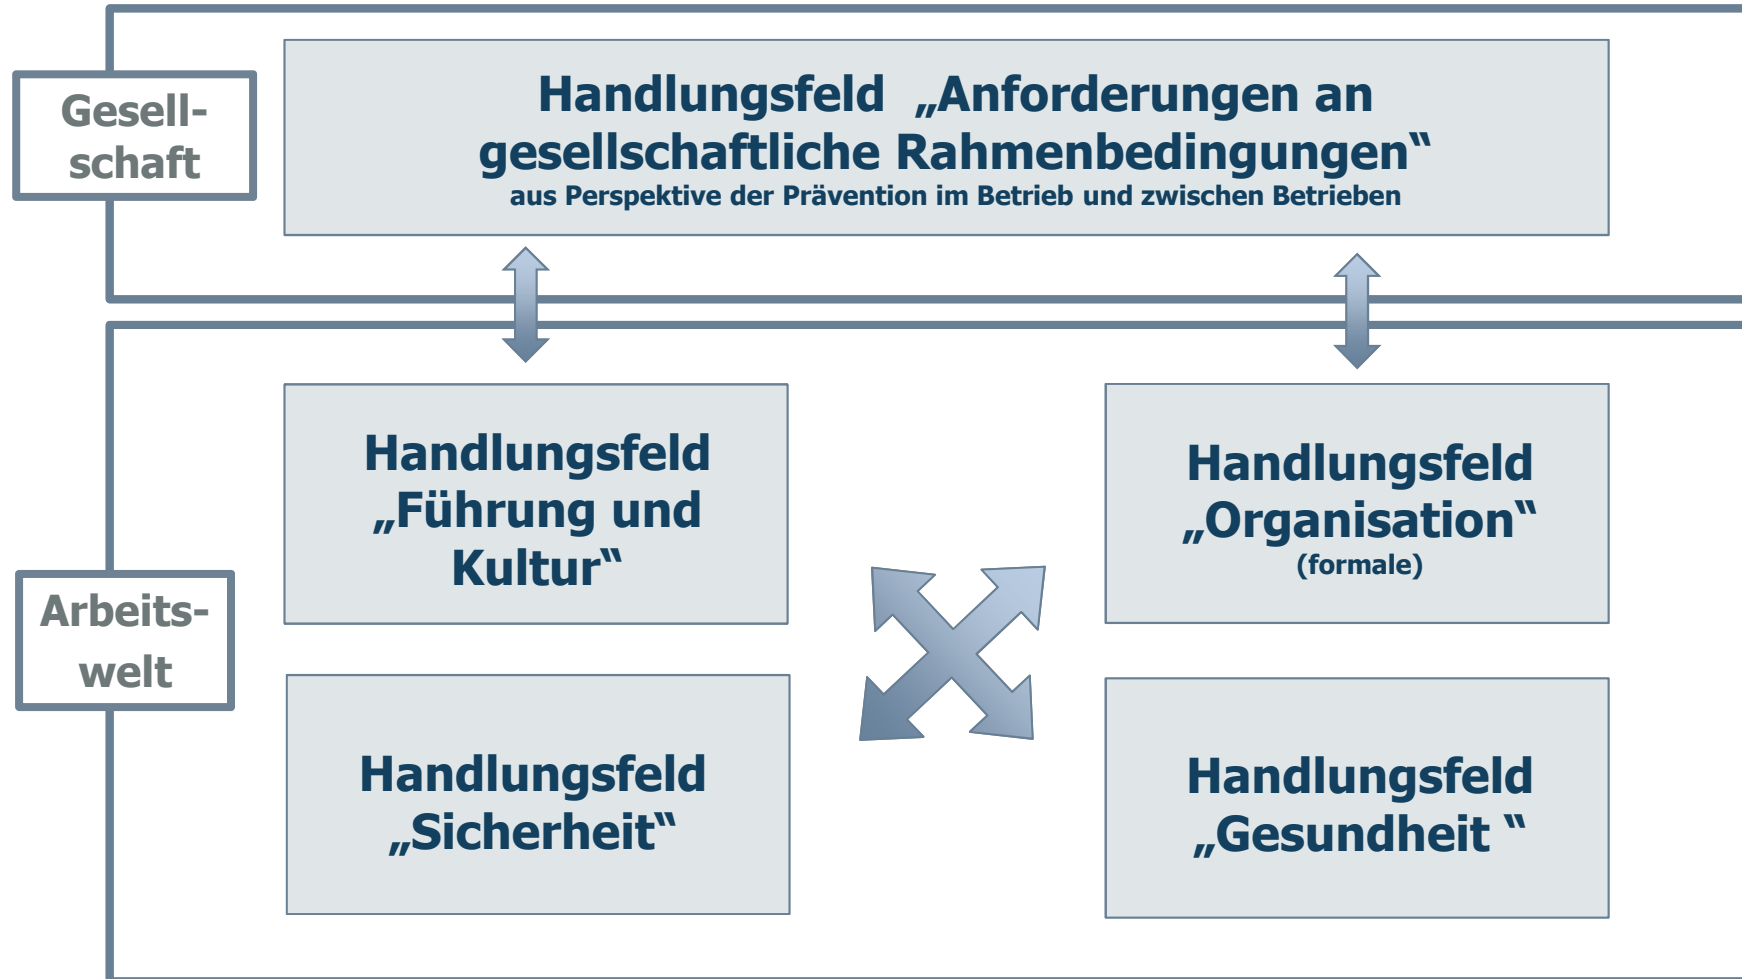 Gesell-
schaft
Handlungsfeld „Anforderungen an
gesellschaftliche Rahmenbedingungen‟
aus Perspektive der Prävention im Betrieb und zwischen Betrieben
Arbeits-
welt
Handlungsfeld
„Führung und
Kultur‟
Handlungsfeld
„Organisation‟
(formale)
Handlungsfeld
„Sicherheit‟
Handlungsfeld
„Gesundheit ‟